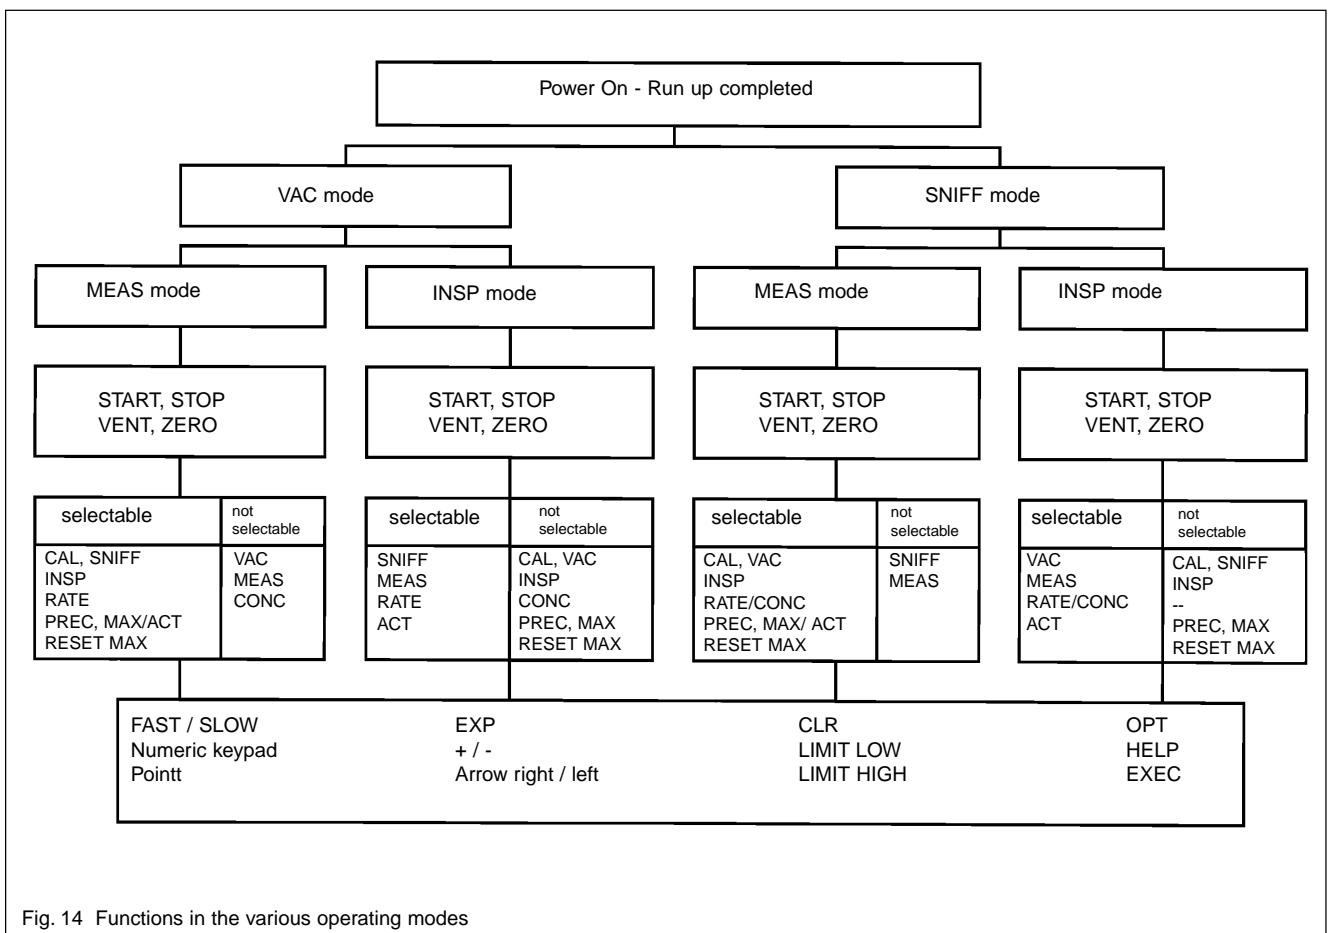 Power On - Run up completed
VAC mode
SNIFF mode
MEAS mode
INSP mode
MEAS mode
INSP mode
START, STOP
VENT, ZERO
START, STOP
VENT, ZERO
START, STOP
VENT, ZERO
START, STOP
VENT, ZERO
selectable
CAL, SNIFF
INSP
RATE
PREC, MAX/ACT
RESET MAX
not
selectable
VAC
MEAS
CONC
selectable
SNIFF
MEAS
RATE
ACT
not
selectable
CAL, VAC
INSP
CONC
PREC, MAX
RESET MAX
selectable
CAL, VAC
INSP
RATE/CONC
PREC, MAX/ ACT
RESET MAX
not
selectable
SNIFF
MEAS
selectable
VAC
MEAS
RATE/CONC
ACT
not
selectable
CAL, SNIFF
INSP
--
PREC, MAX
RESET MAX
FAST / SLOW
Numeric keypad
Pointt
EXP
+ / -
Arrow right / left
CLR
LIMIT LOW
LIMIT HIGH
OPT
HELP
EXEC
Fig. 14 Functions in the various operating modes